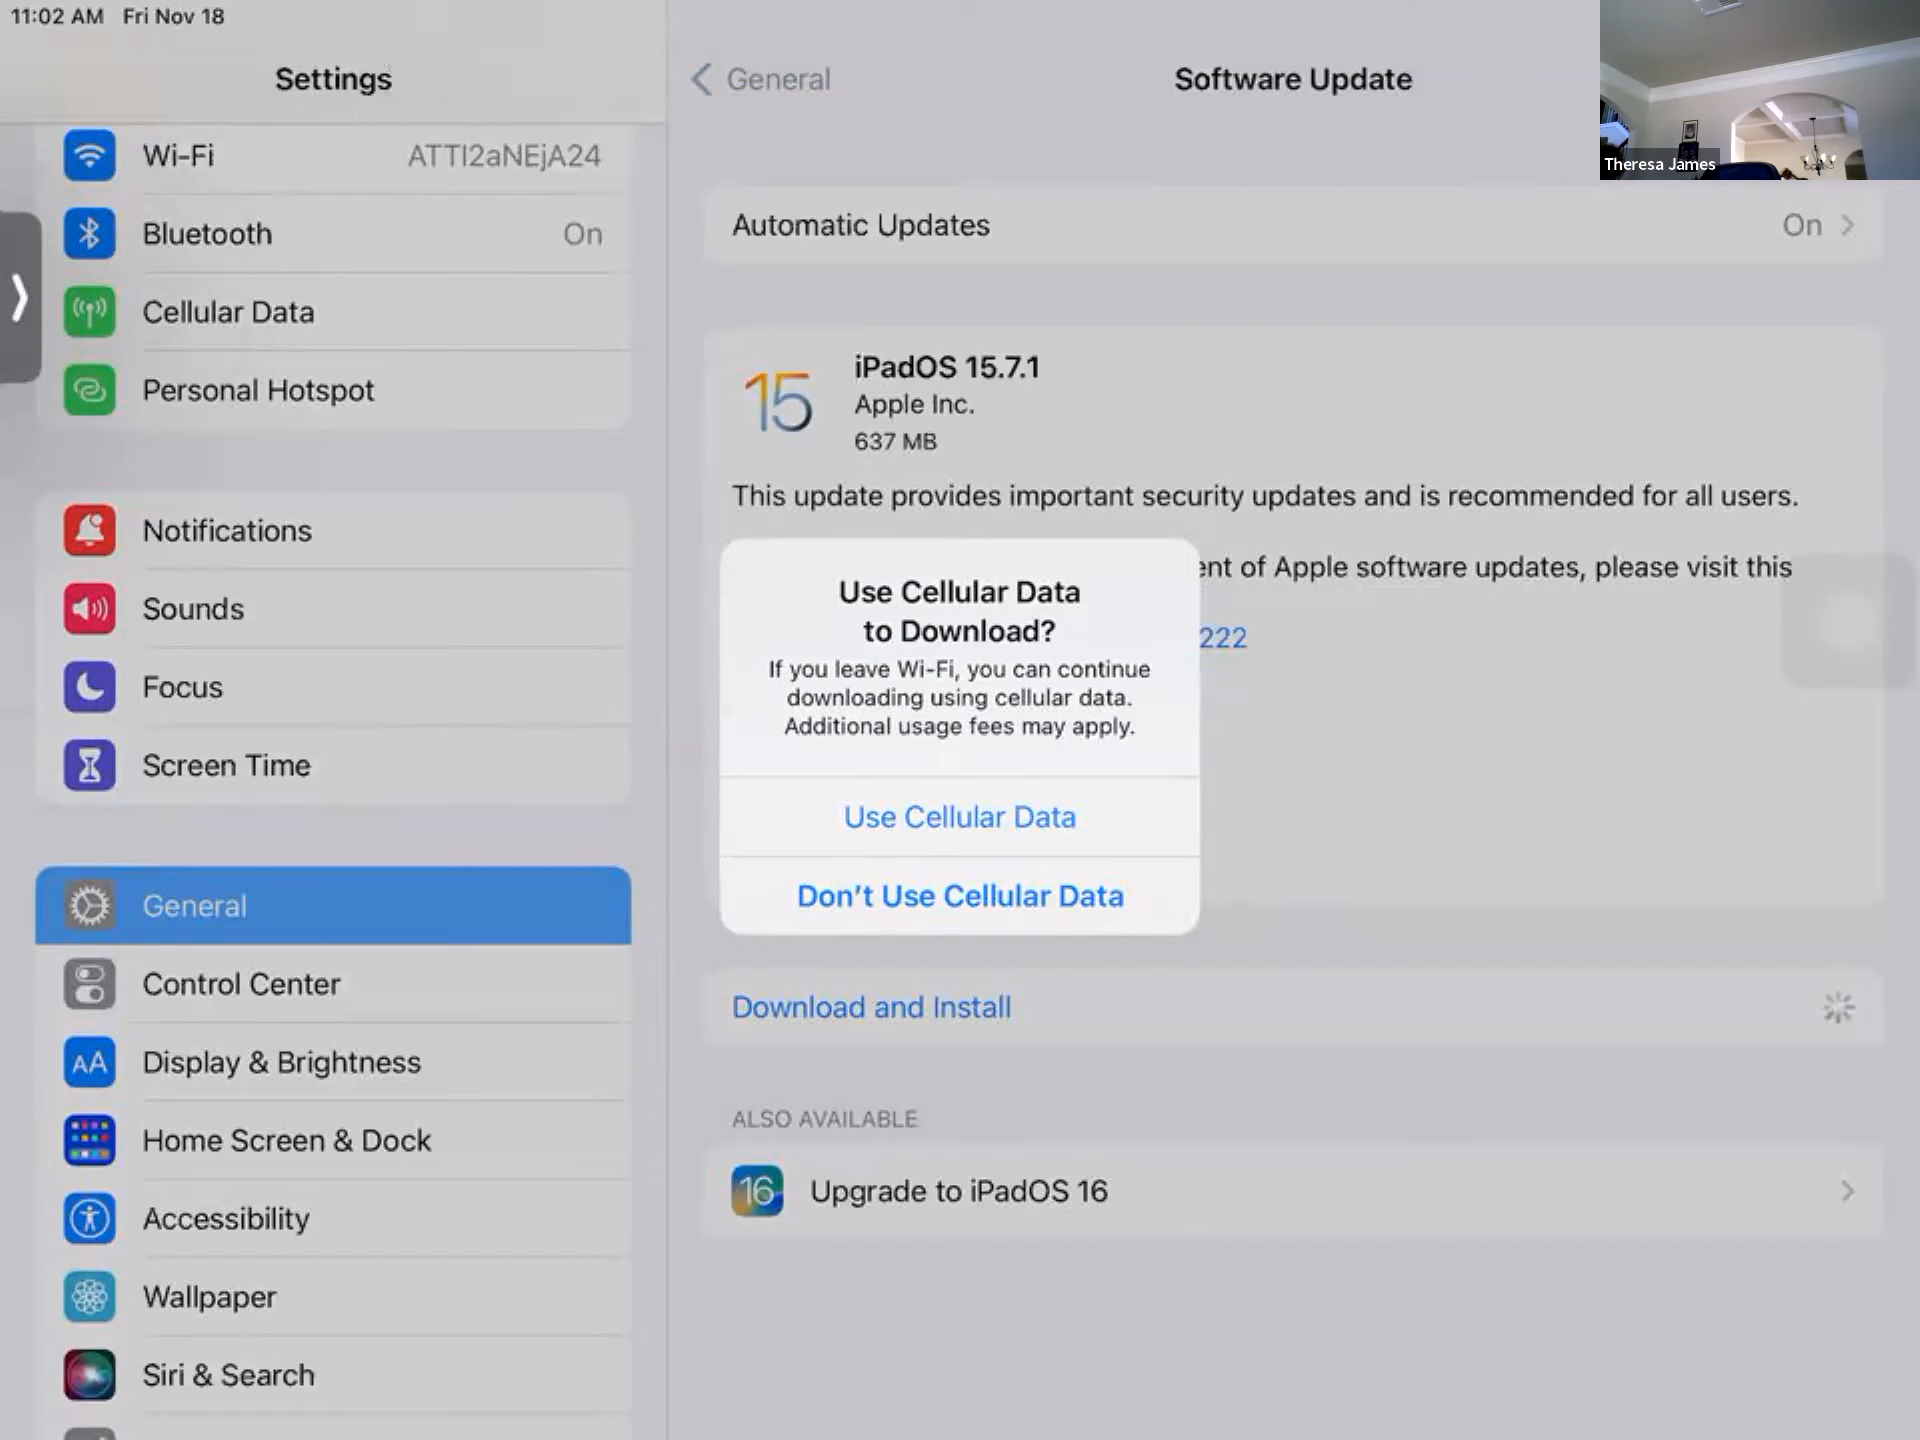 11:02 AM Fri Nov 18
Settings
Wi-Fi ATTI2aNEjA24
Bluetooth On
Cellular Data
Personal Hotspot
Notifications
Sounds
Focus
Screen Time
General
Control Center
AA Display & Brightness
Home Screen & Dock
Accessibility
Wallpaper
Siri & Search
General Software Update
Theresa James
Automatic Updates On
15
iPadOS 15.7.1
Apple Inc.
637 MB
This update provides important security updates and is recommended for all users.
ent of Apple software updates, please visit this
222
Use Cellular Data
to Download?
If you leave Wi-Fi, you can continue
downloading using cellular data.
Additional usage fees may apply.
Use Cellular Data
Don't Use Cellular Data
Download and Install
ALSO AVAILABLE
16 Upgrade to iPadOS 16